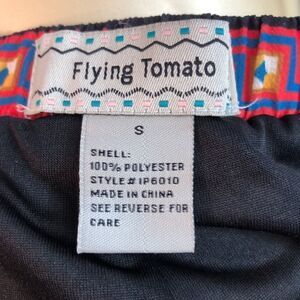 Flying Tomato
S
SHELL:
100% POLYESTER
STYLE# IP6010
MADE IN CHINA
SEE REVERSE FOR
CARE